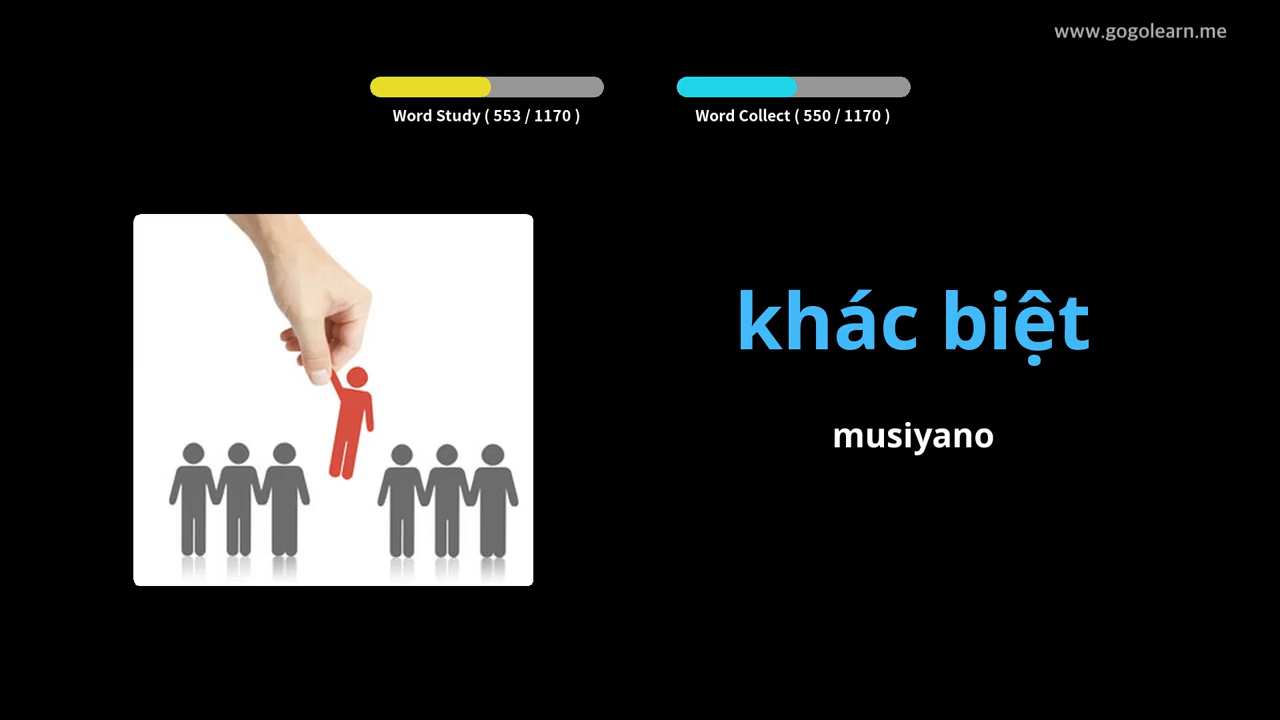 www.gogolearn.me
Word Study ( 553 / 1170 )
Word Collect ( 550 / 1170 )
khác biệt
musiyano